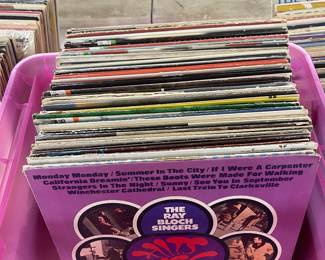 Monday Monday / Summer In The City / If I Were A Carpenter
California Dreamin' / These Boots Were Made For Walking
Strangers In The Night / Sunny / See You In September
Winchester Cathedral / Last Train To Clarksville
THE
RAY
BLOCH
SINGERS